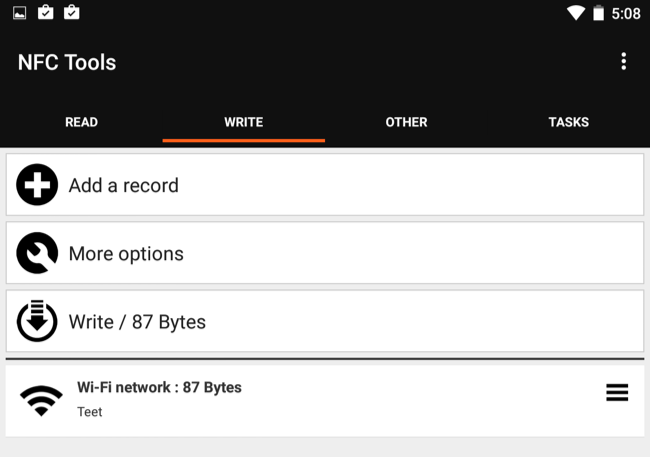 5:08
NFC Tools
READ WRITE OTHER TASKS
Add a record
More options
Write / 87 Bytes
Wi-Fi network : 87 Bytes
Teet